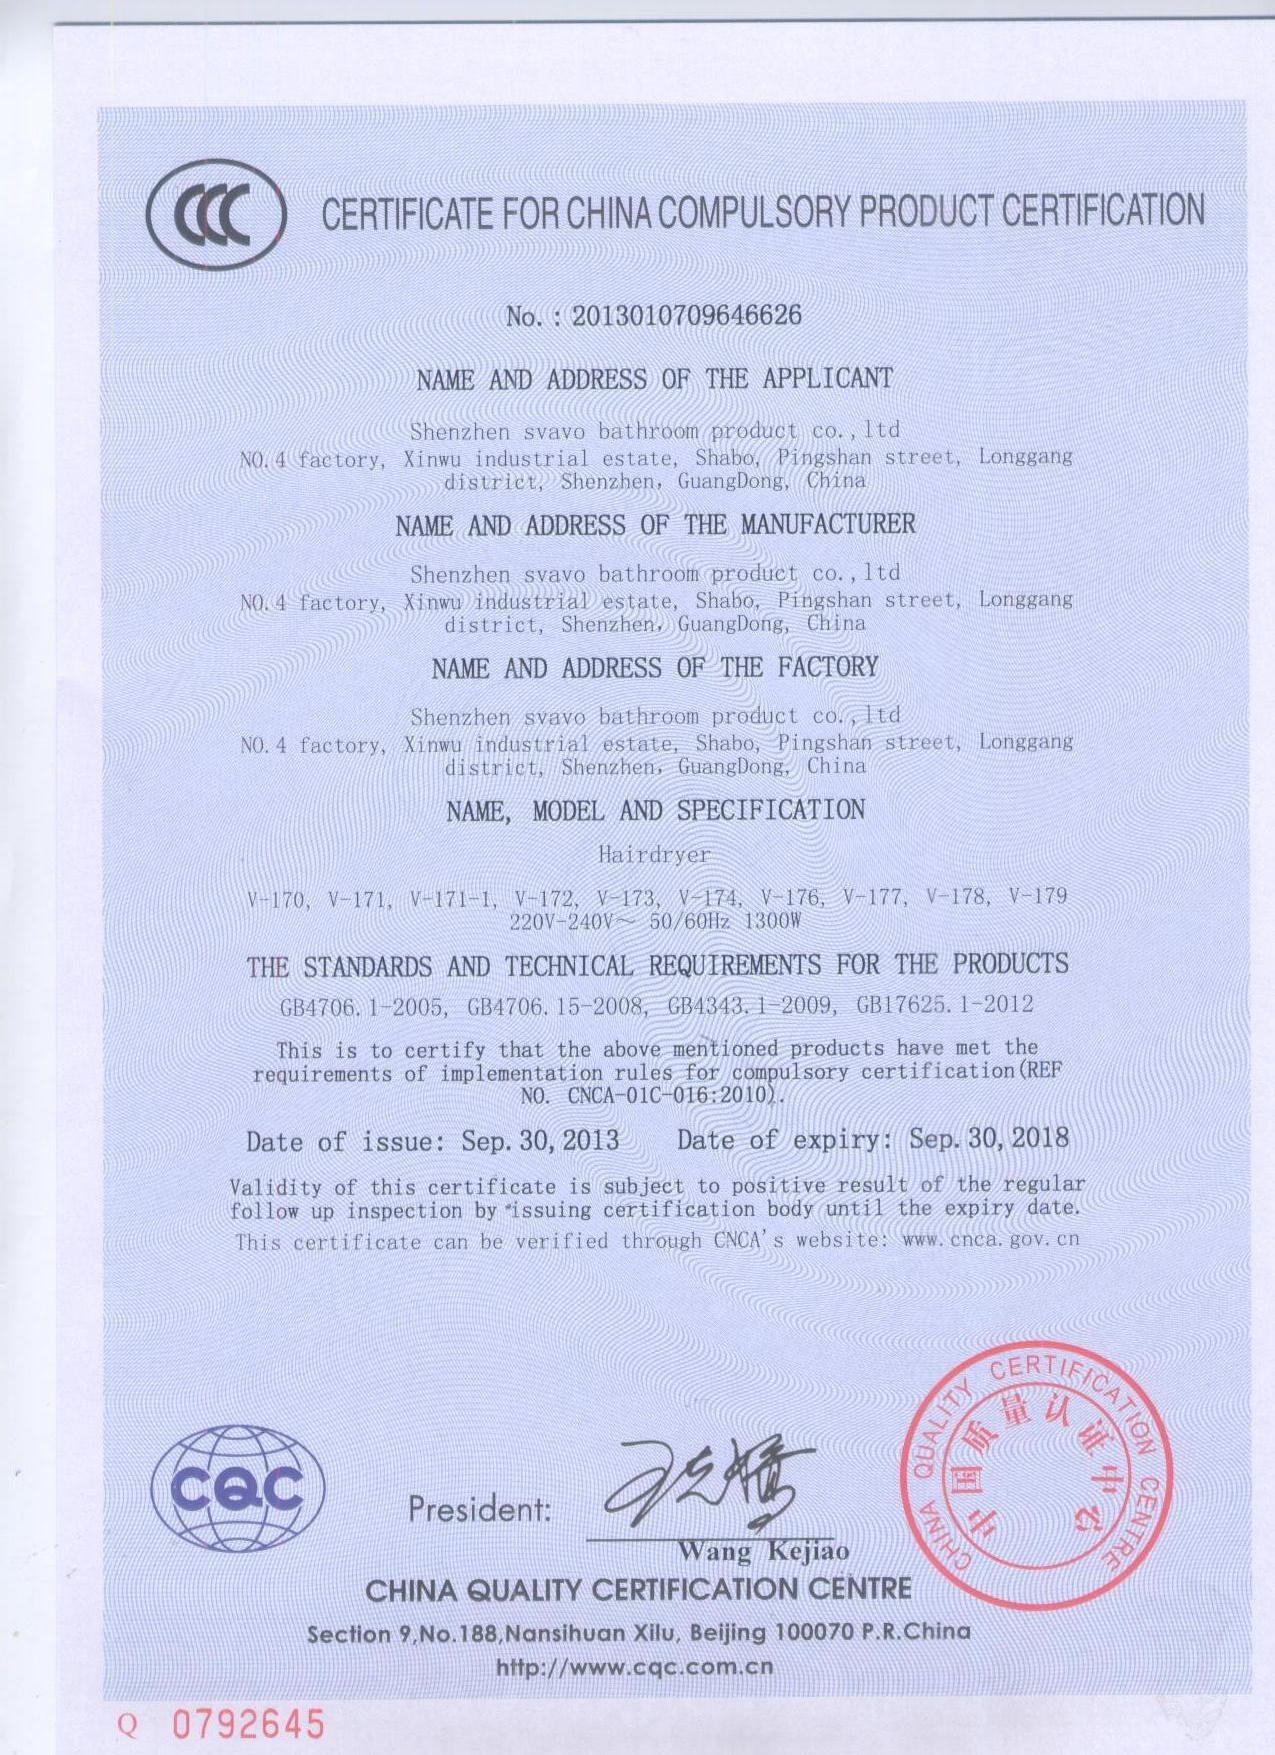 CCC
CERTIFICATE FOR CHINA COMPULSORY PRODUCT CERTIFICATION
No.: 2013010709646626
NAME AND ADDRESS OF THE APPLICANT
Shenzhen svavo bathroom product co.,ltd
NO.4 factory, Xinwu industrial estate, Shabo, Pingshan street, Longgang
district, Shenzhen, GuangDong, China
NAME AND ADDRESS OF THE MANUFACTURER
Shenzhen svavo bathroom product co.,ltd
NO.4 factory, Xinwu industrial estate, Shabo, Pingshan street, Longgang
district, Shenzhen, GuangDong, China
NAME AND ADDRESS OF THE FACTORY
Shenzhen svavo bathroom product co.,ltd
NO.4 factory, Xinwu industrial estate, Shabo, Pingshan street, Longgang
district, Shenzhen, GuangDong, China
NAME, MODEL AND SPECIFICATION
Hairdryer
V-170, V-171, V-171-1, V-172, V-173, V-174, V-176, V-177, V-178, V-179
220V-240V~ 50/60Hz 1300W
THE STANDARDS AND TECHNICAL REQUIREMENTS FOR THE PRODUCTS
GB4706.1-2005, GB4706.15-2008, GB4343.1-2009, GB17625.1-2012
This is to certify that the above mentioned products have met the
requirements of implementation rules for compulsory certification(REF
NO. CNCA-01C-016:2010).
Date of issue: Sep.30,2013 Date of expiry: Sep.30,2018
Validity of this certificate is subject to positive result of the regular
follow up inspection by issuing certification body until the expiry date.
This certificate can be verified through CNCA's website: www.cnca.gov.cn
CHINA QUALITY CERTIFICATION CENTRE
中国质量认证中心
CQC
President:
Wang Kejiao
CHINA QUALITY CERTIFICATION CENTRE
Section 9,No.188,Nansihuan Xilu, Beijing 100070 P.R.China
http://www.cqc.com.cn
Q 0792645